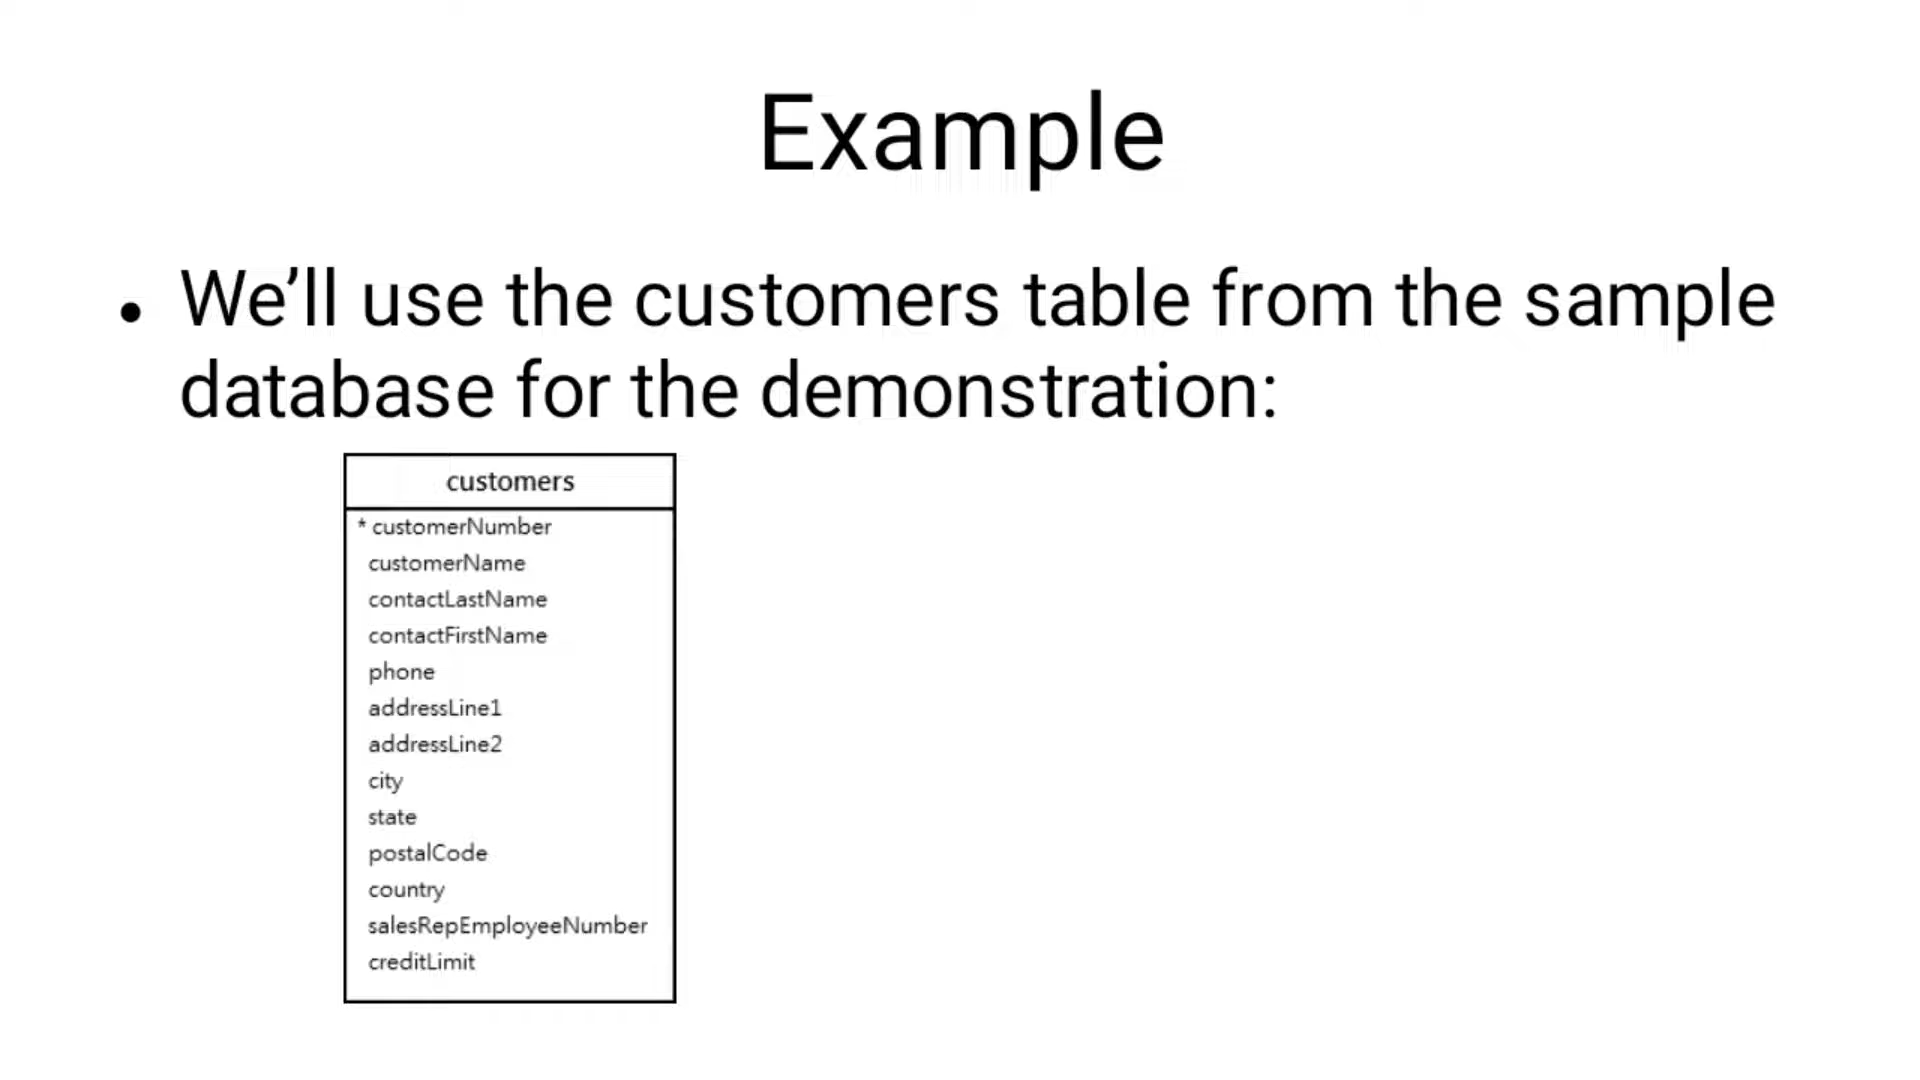 Example
• We’ll use the customers table from the sample
database for the demonstration:
customers
* customerNumber
customerName
contactLastName
contactFirstName
phone
addressLine1
addressLine2
city
state
postalCode
country
salesRepEmployeeNumber
creditLimit